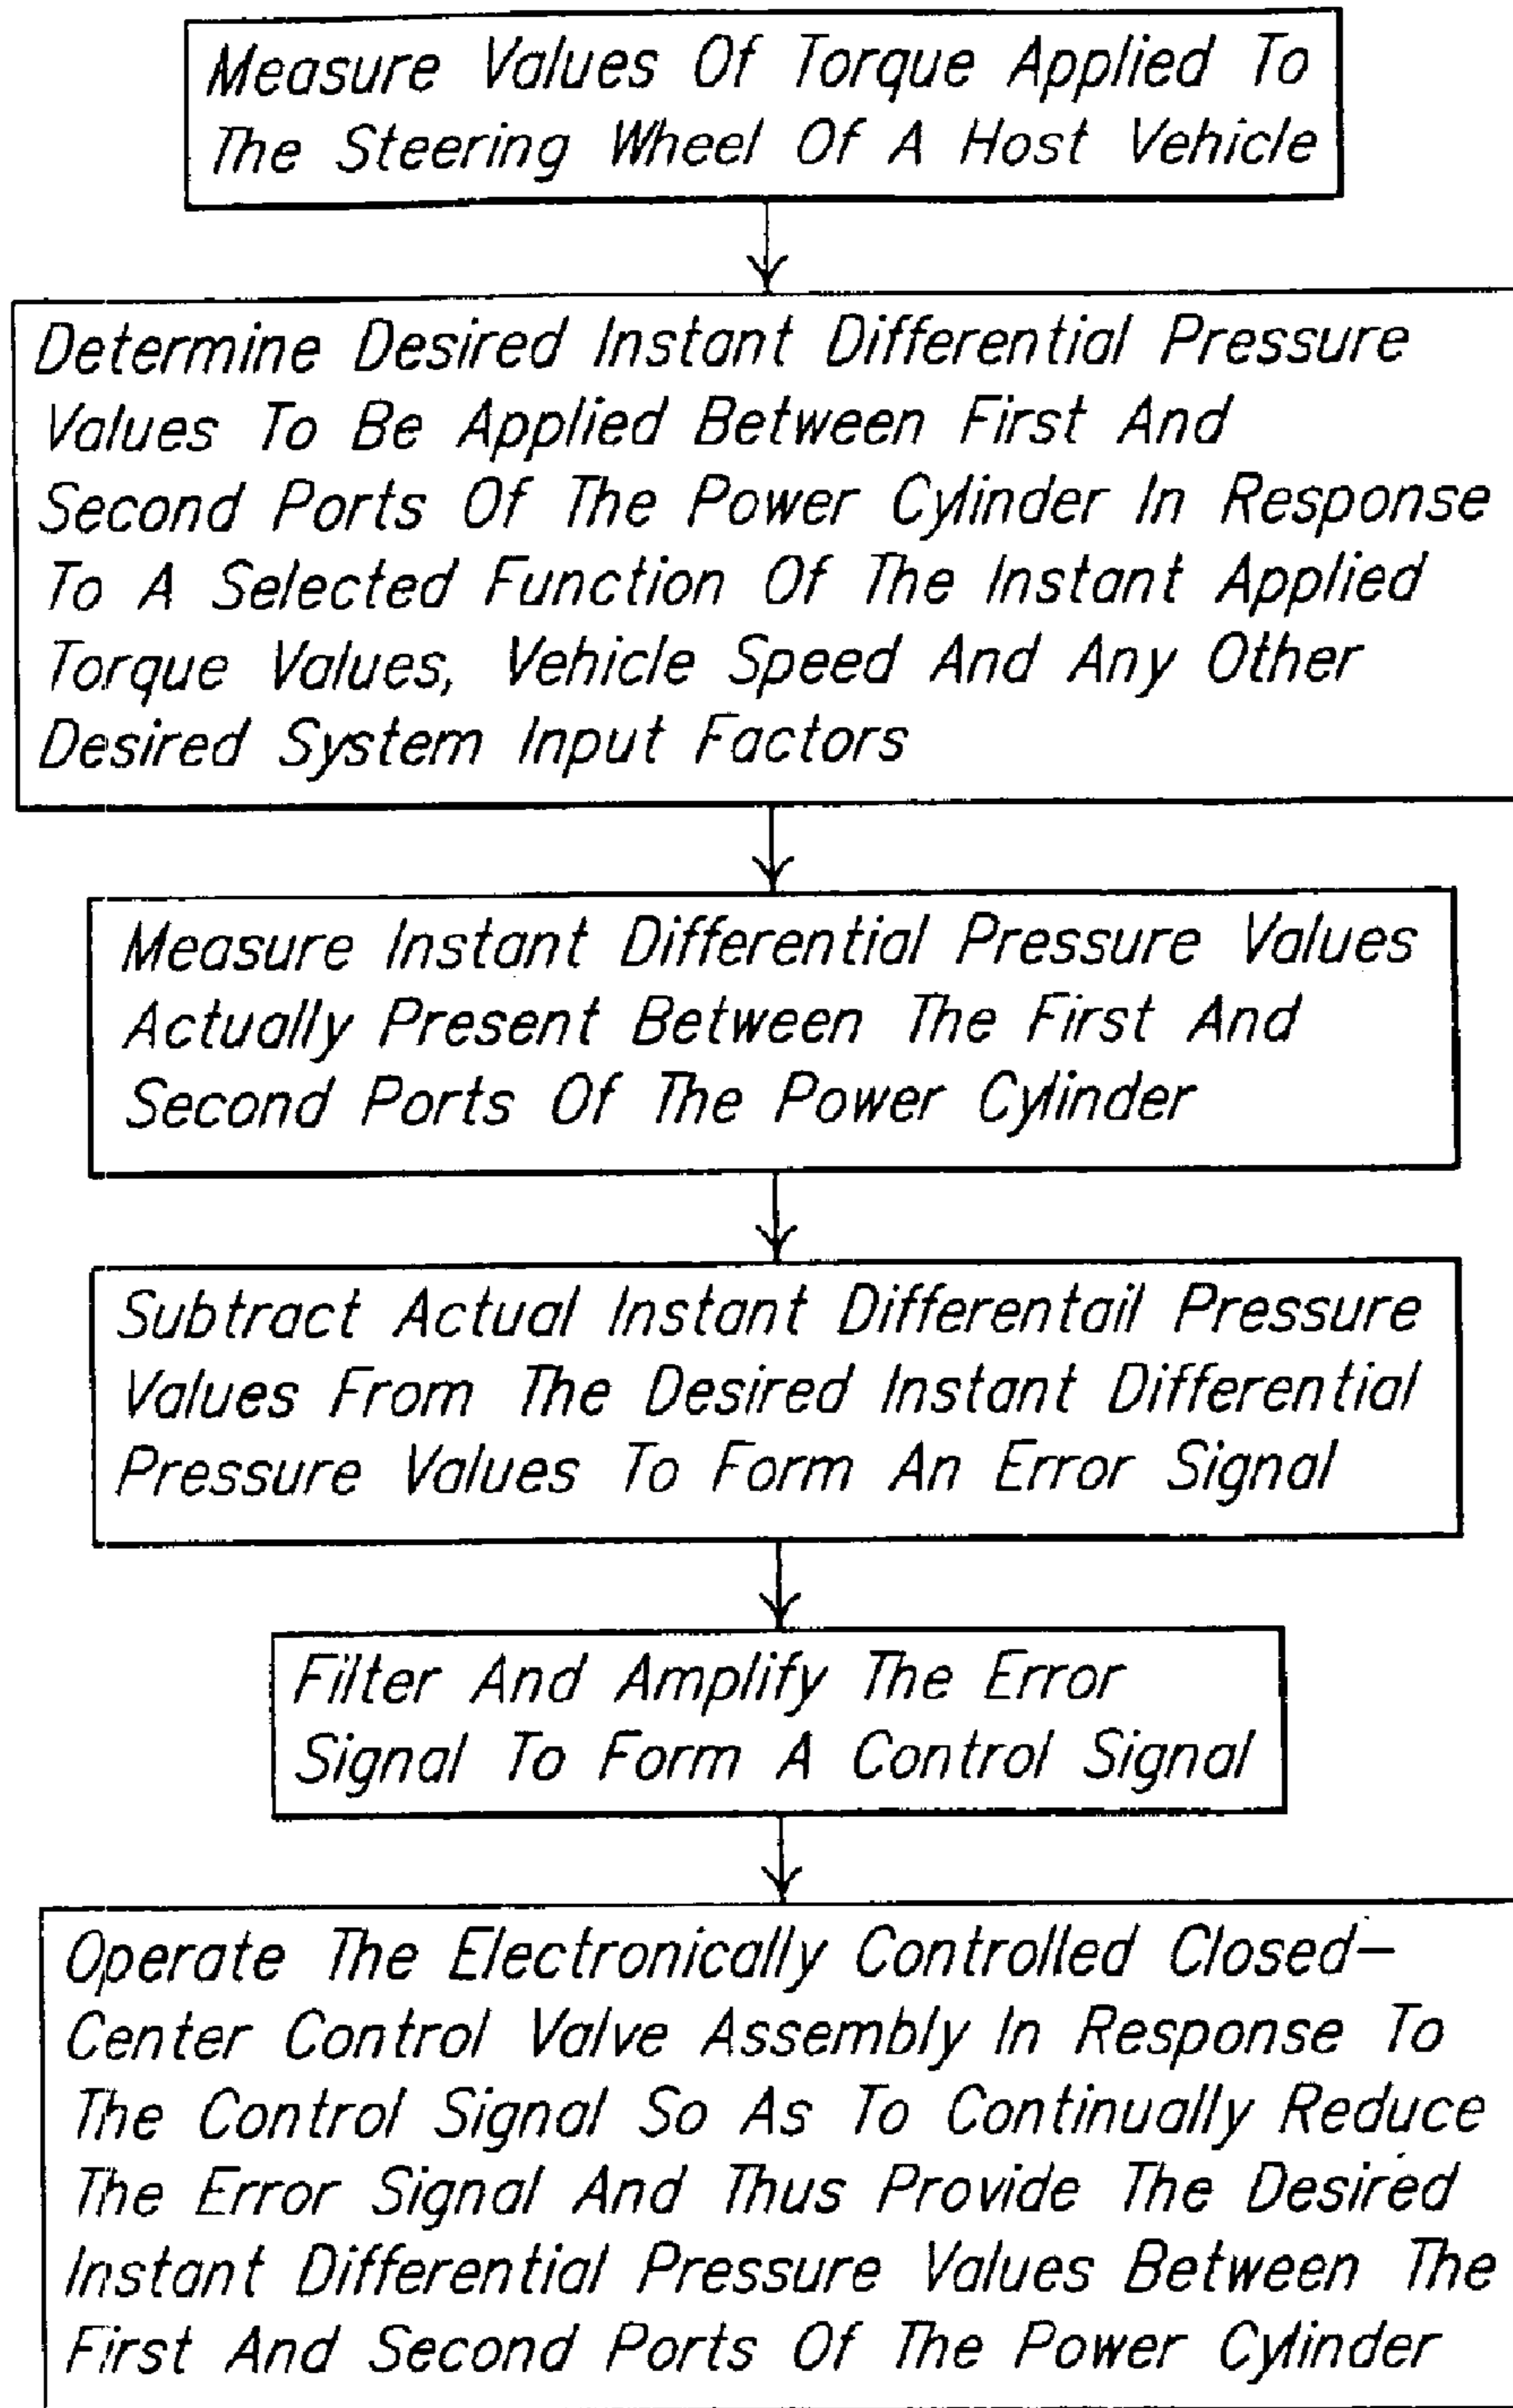 Measure Values Of Torque Applied To
The Steering Wheel Of A Host Vehicle
Determine Desired Instant Differential Pressure
Values To Be Applied Between First And
Second Ports Of The Power Cylinder In Response
To A Selected Function Of The Instant Applied
Torque Values, Vehicle Speed And Any Other
Desired System Input Factors
Measure Instant Differential Pressure Values
Actually Present Between The First And
Second Ports Of The Power Cylinder
Subtract Actual Instant Differentail Pressure
Values From The Desired Instant Differential
Pressure Values To Form An Error Signal
Filter And Amplify The Error
Signal To Form A Control Signal
Operate The Electronically Controlled Closed-
Center Control Valve Assembly In Response To
The Control Signal So As To Continually Reduce
The Error Signal And Thus Provide The Desired
Instant Differential Pressure Values Between The
First And Second Ports Of The Power Cylinder